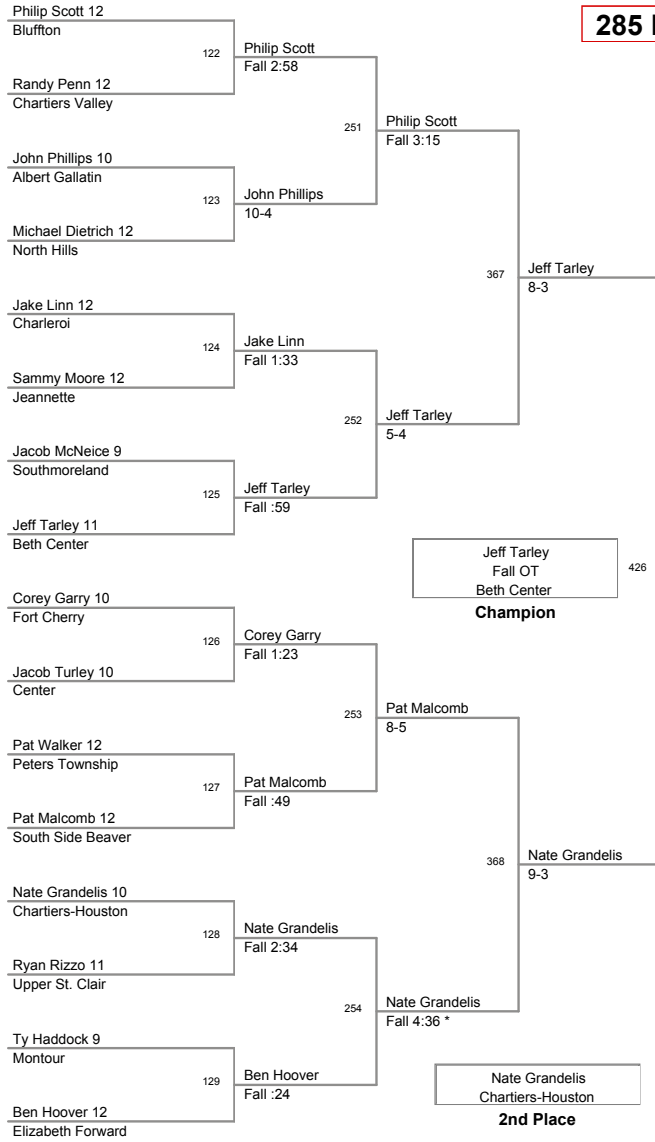 285 l
Philip Scott 12
Bluffton
122
Philip Scott
Fall 2:58
Randy Penn 12
Chartiers Valley
251
Philip Scott
Fall 3:15
John Phillips 10
Albert Gallatin
123
John Phillips
10-4
Michael Dietrich 12
North Hills
367
Jeff Tarley
8-3
Jake Linn 12
Charleroi
124
Jake Linn
Fall 1:33
Sammy Moore 12
Jeannette
252
Jeff Tarley
5-4
Jacob McNeice 9
Southmoreland
125
Jeff Tarley
Fall :59
Jeff Tarley 11
Beth Center
Jeff Tarley
Fall OT
Beth Center
426
Champion
Corey Garry 10
Fort Cherry
126
Corey Garry
Fall 1:23
Jacob Turley 10
Center
253
Pat Malcomb
8-5
Pat Walker 12
Peters Township
127
Pat Malcomb
Fall :49
Pat Malcomb 12
South Side Beaver
368
Nate Grandelis
9-3
Nate Grandelis 10
Chartiers-Houston
128
Nate Grandelis
Fall 2:34
Ryan Rizzo 11
Upper St. Clair
254
Nate Grandelis
Fall 4:36 *
Ty Haddock 9
Montour
129
Ben Hoover
Fall :24
Ben Hoover 12
Elizabeth Forward
Nate Grandelis
Chartiers-Houston
2nd Place